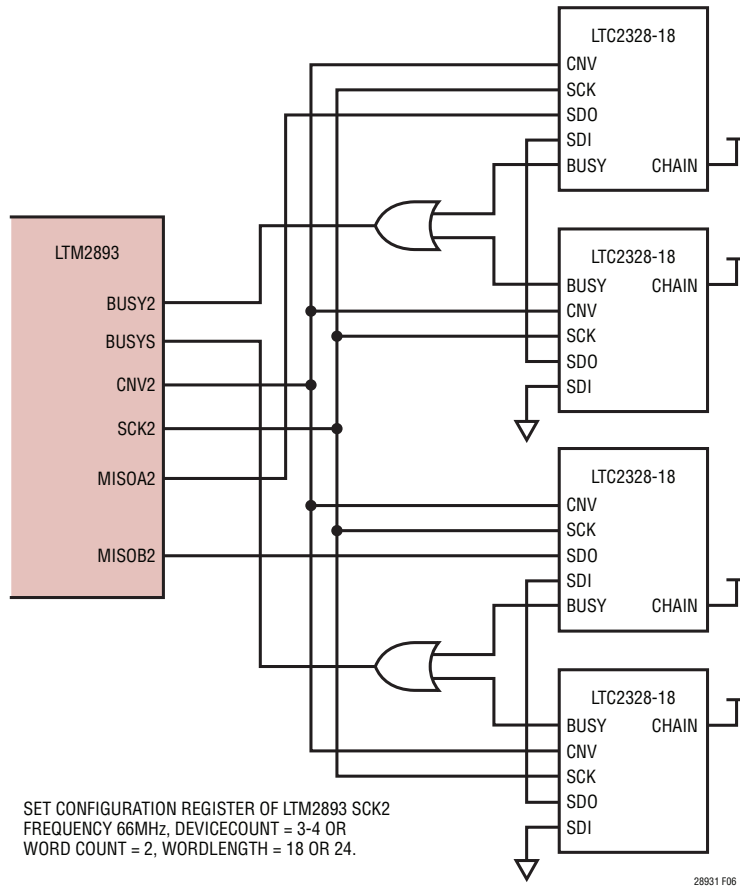 LTC2328-18
CNV
SCK
SDO
SDI
BUSY CHAIN
LTM2893
BUSY2
BUSYS
CNV2
SCK2
MISOA2
MISOB2
LTC2328-18
BUSY CHAIN
CNV
SCK
SDO
SDI
LTC2328-18
CNV
SCK
SDO
SDI
BUSY CHAIN
LTC2328-18
BUSY CHAIN
CNV
SCK
SDO
SDI
SET CONFIGURATION REGISTER OF LTM2893 SCK2
FREQUENCY 66MHz, DEVICECOUNT = 3-4 OR
WORD COUNT = 2, WORDLENGTH = 18 OR 24.
28931 F06